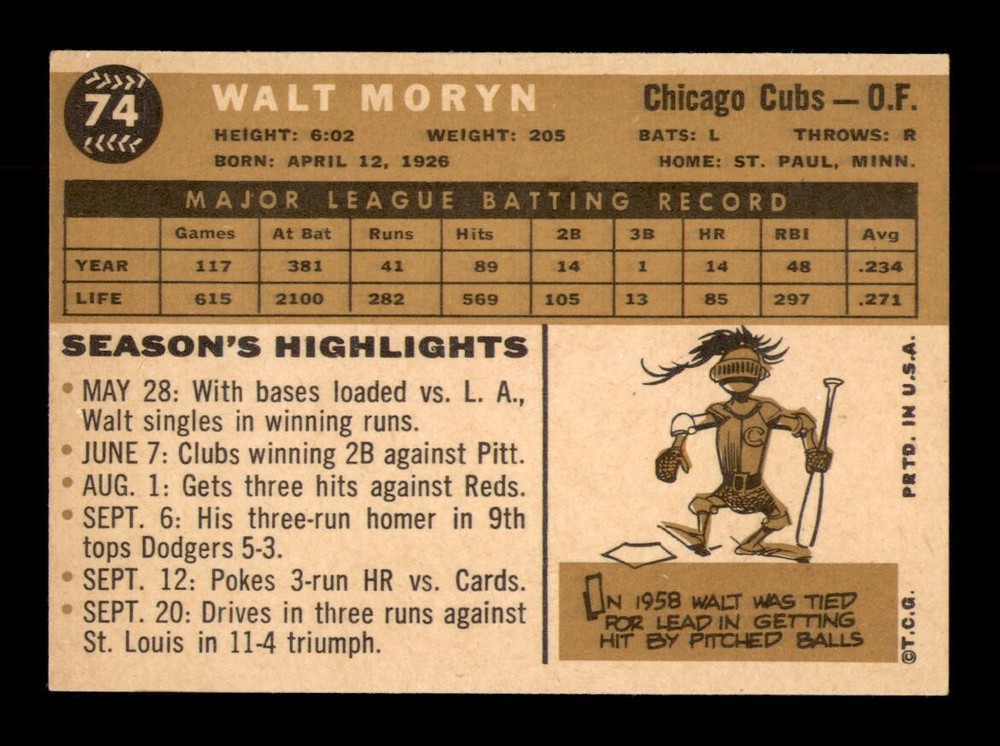 74
WALT MORYN
Chicago Cubs — O.F.
HEIGHT: 6:02 WEIGHT: 205 BATS: L THROWS: R
BORN: APRIL 12, 1926 HOME: ST. PAUL, MINN.
MAJOR LEAGUE BATTING RECORD
Games At Bat Runs Hits 2B 3B HR RBI Avg
YEAR 117 381 41 89 14 1 14 48 .234
LIFE 615 2100 282 569 105 13 85 297 .271
SEASON'S HIGHLIGHTS
• MAY 28: With bases loaded vs. L. A.,
Walt singles in winning runs.
• JUNE 7: Clubs winning 2B against Pitt.
• AUG. 1: Gets three hits against Reds.
• SEPT. 6: His three-run homer in 9th
tops Dodgers 5-3.
• SEPT. 12: Pokes 3-run HR vs. Cards.
• SEPT. 20: Drives in three runs against
St. Louis in 11-4 triumph.
C
IN 1958 WALT WAS TIED
FOR LEAD IN GETTING
HIT BY PITCHED BALLS
©T.C.G. PRTD. IN U.S.A.